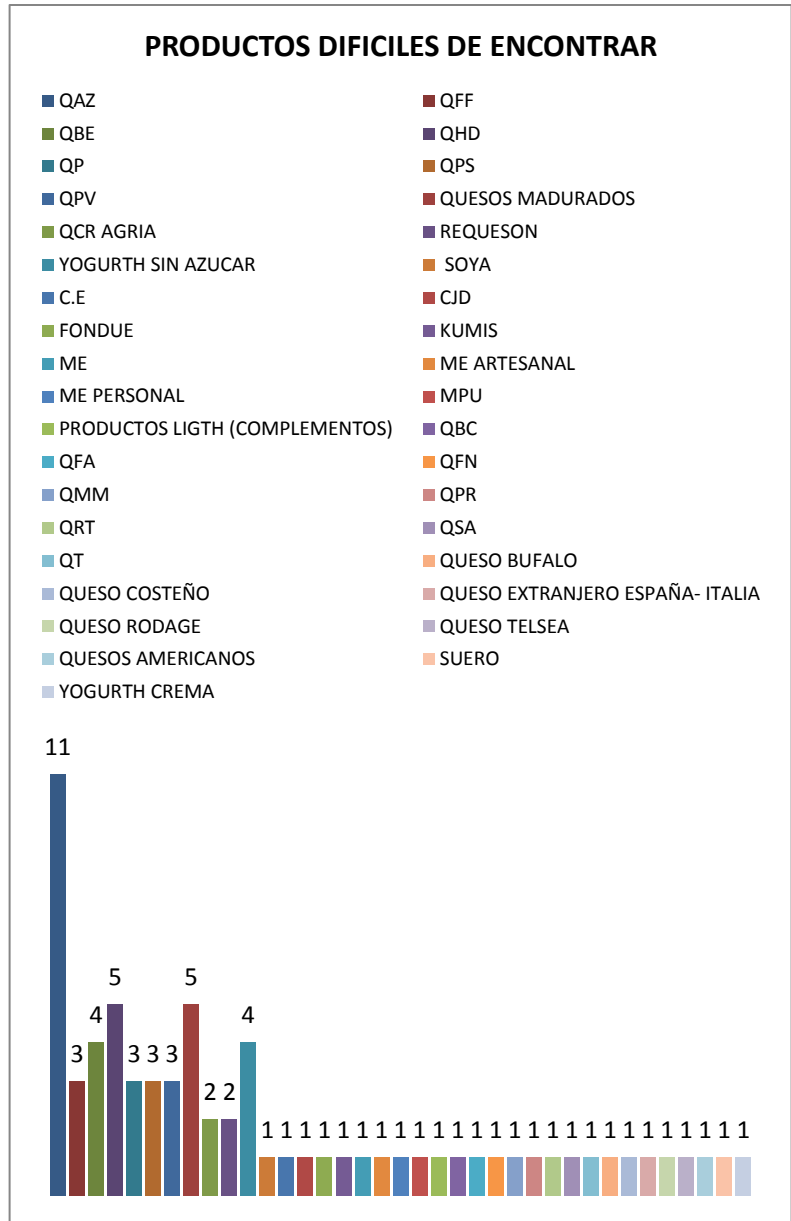 PRODUCTOS DIFICILES DE ENCONTRAR
QAZ QFF
QBE QHD
QP QPS
QPV QUESOS MADURADOS
QCR AGRIA REQUESON
YOGURTH SIN AZUCAR SOYA
C.E CJD
FONDUE KUMIS
ME ME ARTESANAL
ME PERSONAL MPU
PRODUCTOS LIGTH (COMPLEMENTOS) QBC
QFA QFN
QMM QPR
QRT QSA
QT QUESO BUFALO
QUESO COSTEÑO QUESO EXTRANJERO ESPAÑA- ITALIA
QUESO RODAGE QUESO TELSEA
QUESOS AMERICANOS SUERO
YOGURTH CREMA
11
5 5
4 4
3 3 3 3
2 2
1 1 1 1 1 1 1 1 1 1 1 1 1 1 1 1 1 1 1 1 1 1 1 1 1 1